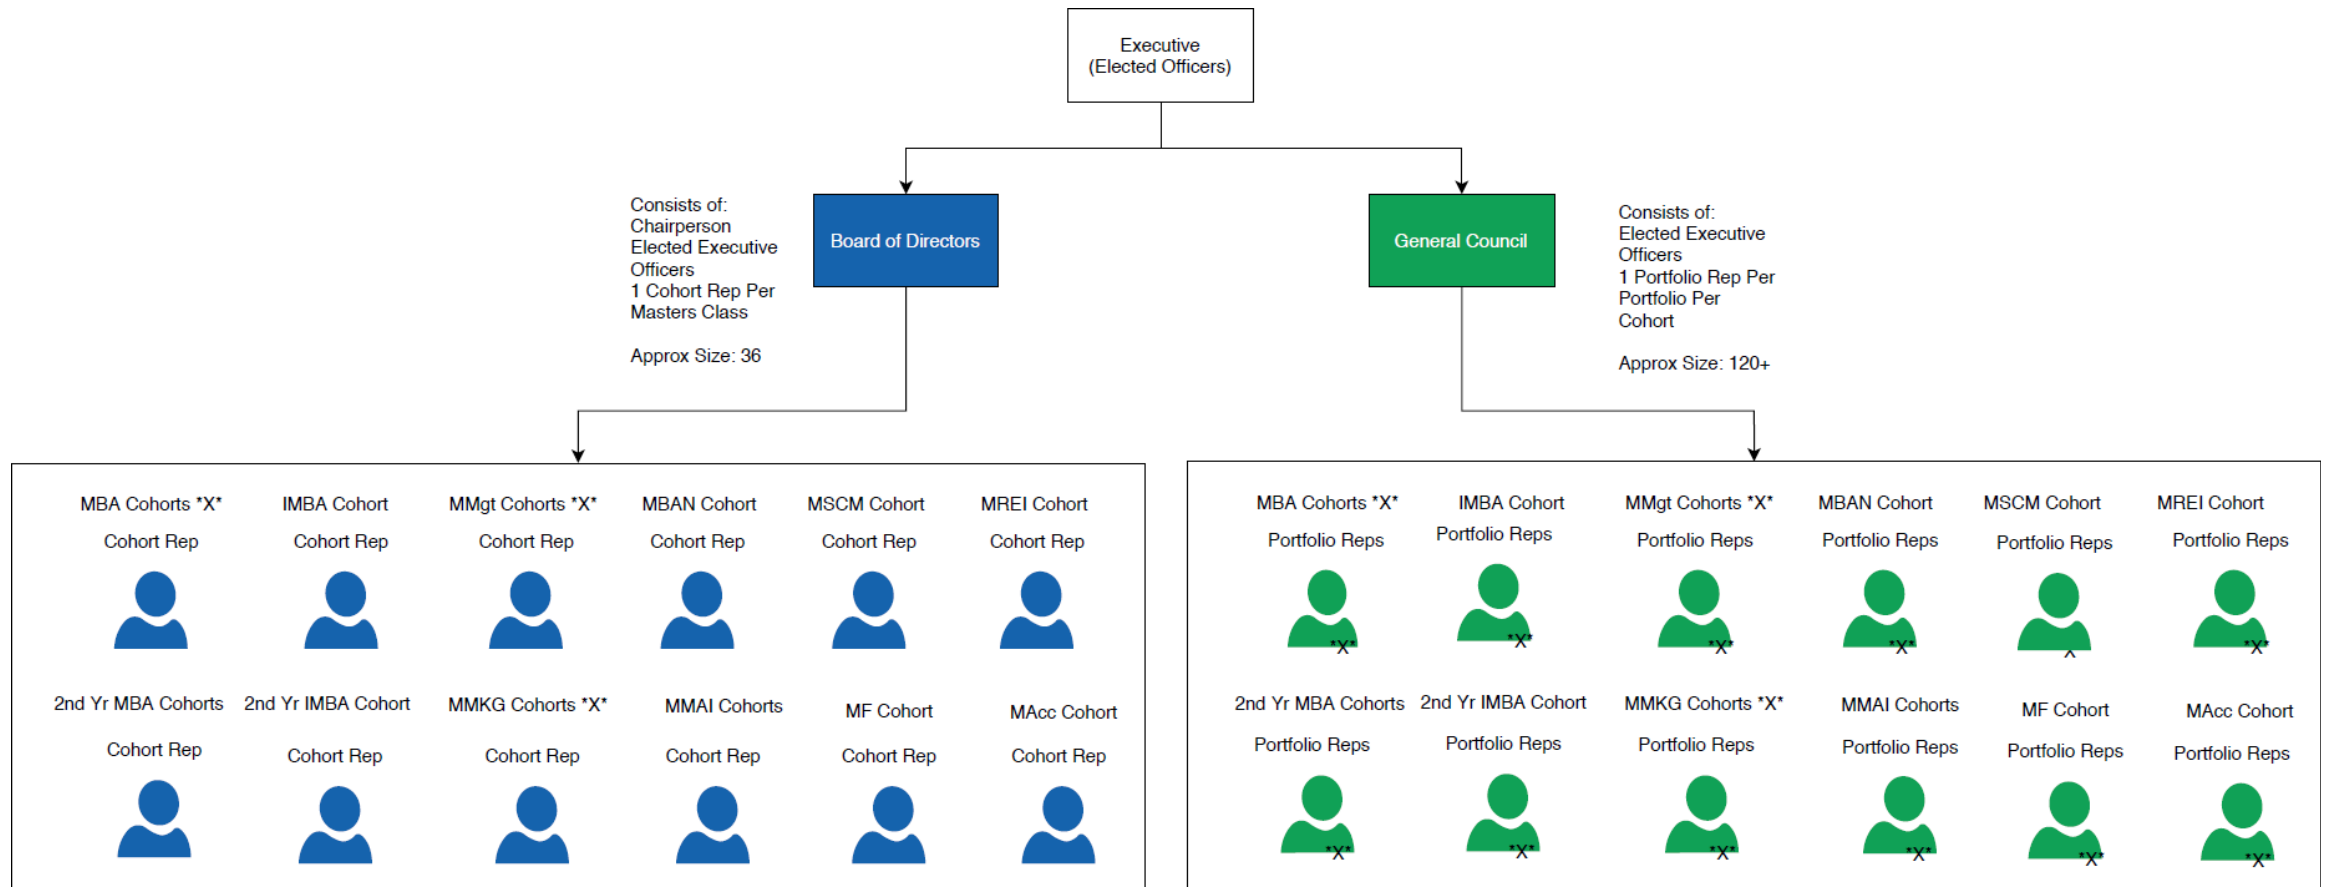 Executive
(Elected Officers)
Consists of:
Chairperson
Elected Executive
Officers
1 Cohort Rep Per
Masters Class
Approx Size: 36
Board of Directors
General Council
Consists of:
Elected Executive
Officers
1 Portfolio Rep Per
Portfolio Per
Cohort
Approx Size: 120+
MBA Cohorts *X*
Cohort Rep
IMBA Cohort
Cohort Rep
MMgt Cohorts *X*
Cohort Rep
MBAN Cohort
Cohort Rep
MSCM Cohort
Cohort Rep
MREI Cohort
Cohort Rep
2nd Yr MBA Cohorts
Cohort Rep
2nd Yr IMBA Cohort
Cohort Rep
MMKG Cohorts *X*
Cohort Rep
MMAI Cohorts
Cohort Rep
MF Cohort
Cohort Rep
MAcc Cohort
Cohort Rep
MBA Cohorts *X*
Portfolio Reps
*X*
IMBA Cohort
Portfolio Reps
*X*
MMgt Cohorts *X*
Portfolio Reps
*X*
MBAN Cohort
Portfolio Reps
*X*
MSCM Cohort
Portfolio Reps
X
MREI Cohort
Portfolio Reps
*X*
2nd Yr MBA Cohorts
Portfolio Reps
*X*
2nd Yr IMBA Cohort
Portfolio Reps
*X*
MMKG Cohorts *X*
Portfolio Reps
*X*
MMAI Cohorts
Portfolio Reps
*X*
MF Cohort
Portfolio Reps
*X*
MAcc Cohort
Portfolio Reps
*X*